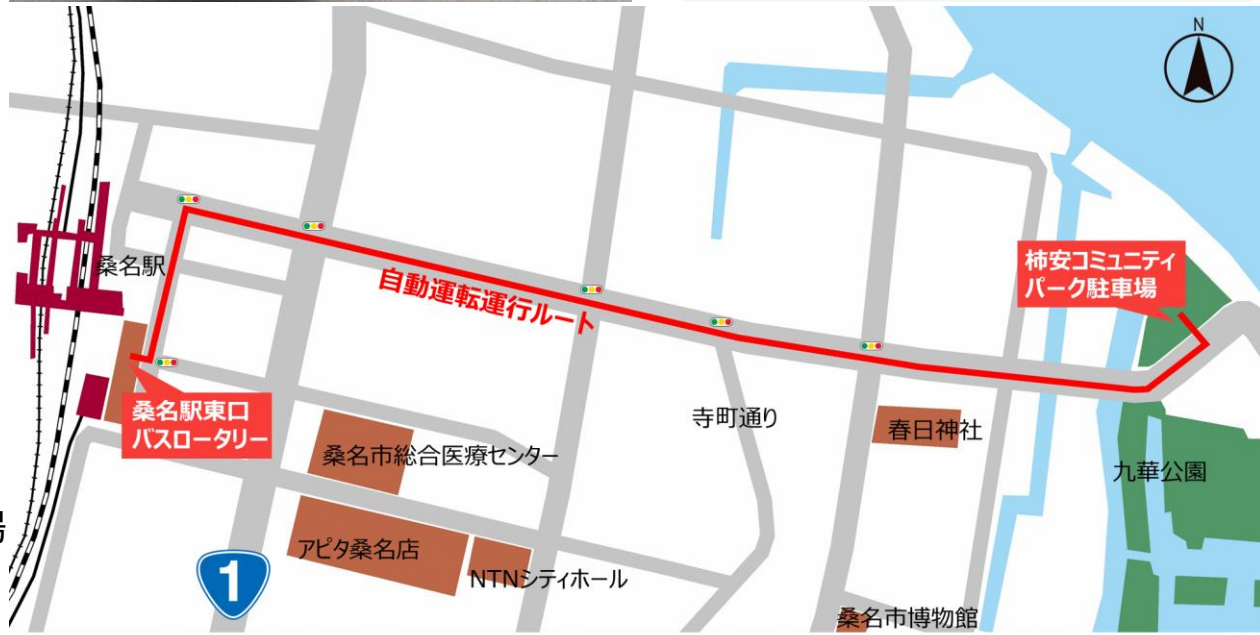 N
桑名駅
自動運転運行ルート
柿安コミュニティ
パーク駐車場
桑名駅東口
バスロータリー
寺町通り
春日神社
桑名市総合医療センター
九華公園
場
アピタ桑名店
NTNシティホール
1
桑名市博物館